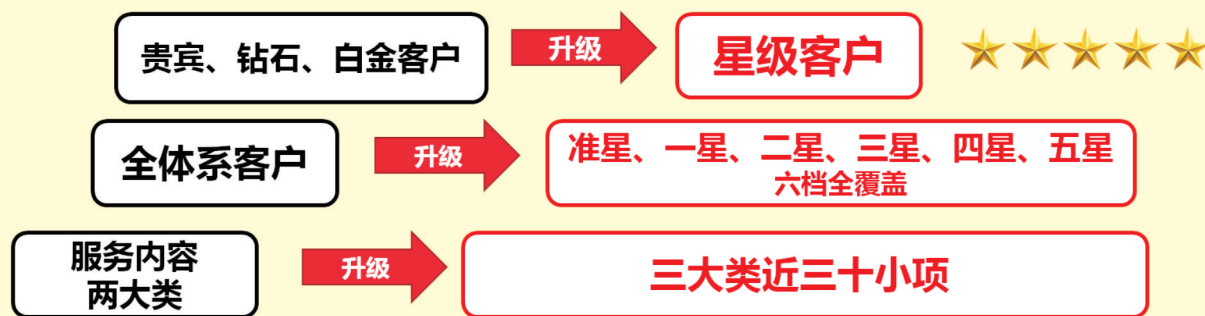 贵宾、钻石、白金客户
升级
星级客户
全体系客户
升级
准星、一星、二星、三星、四星、五星
六档全覆盖
服务内容
两大类
升级
三大类近三十小项